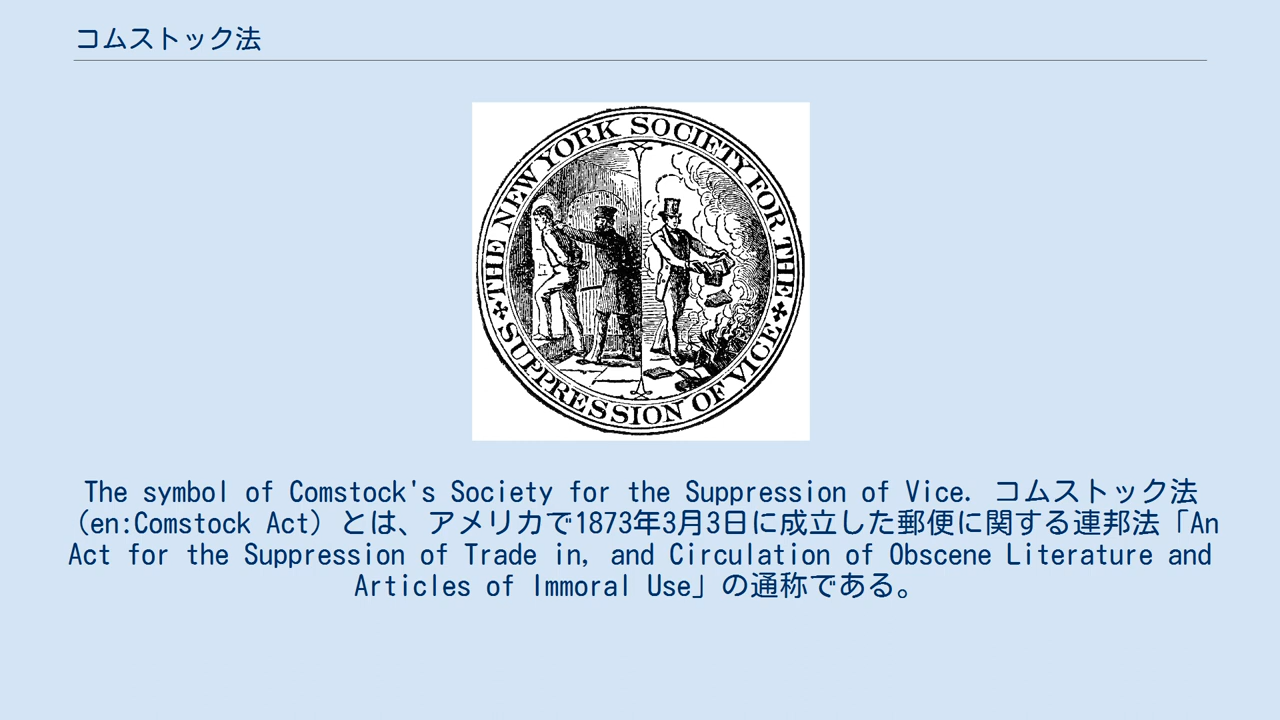 コムストック法
THE NEW YORK SOCIETY FOR THE
SUPPRESSION OF VICE
The symbol of Comstock's Society for the Suppression of Vice. コムストック法
（en:Comstock Act）とは、アメリカで1873年3月3日に成立した郵便に関する連邦法「An
Act for the Suppression of Trade in, and Circulation of Obscene Literature and
Articles of Immoral Use」の通称である。